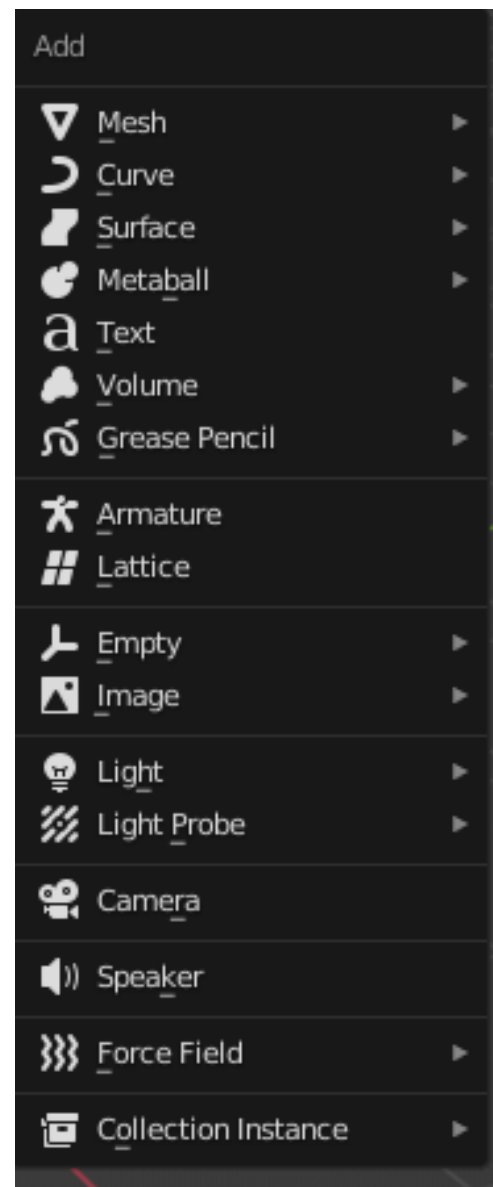 Add
Mesh
Curve
Surface
Metaball
Text
Volume
Grease Pencil
Armature
Lattice
Empty
Image
Light
Light Probe
Camera
Speaker
Force Field
Collection Instance